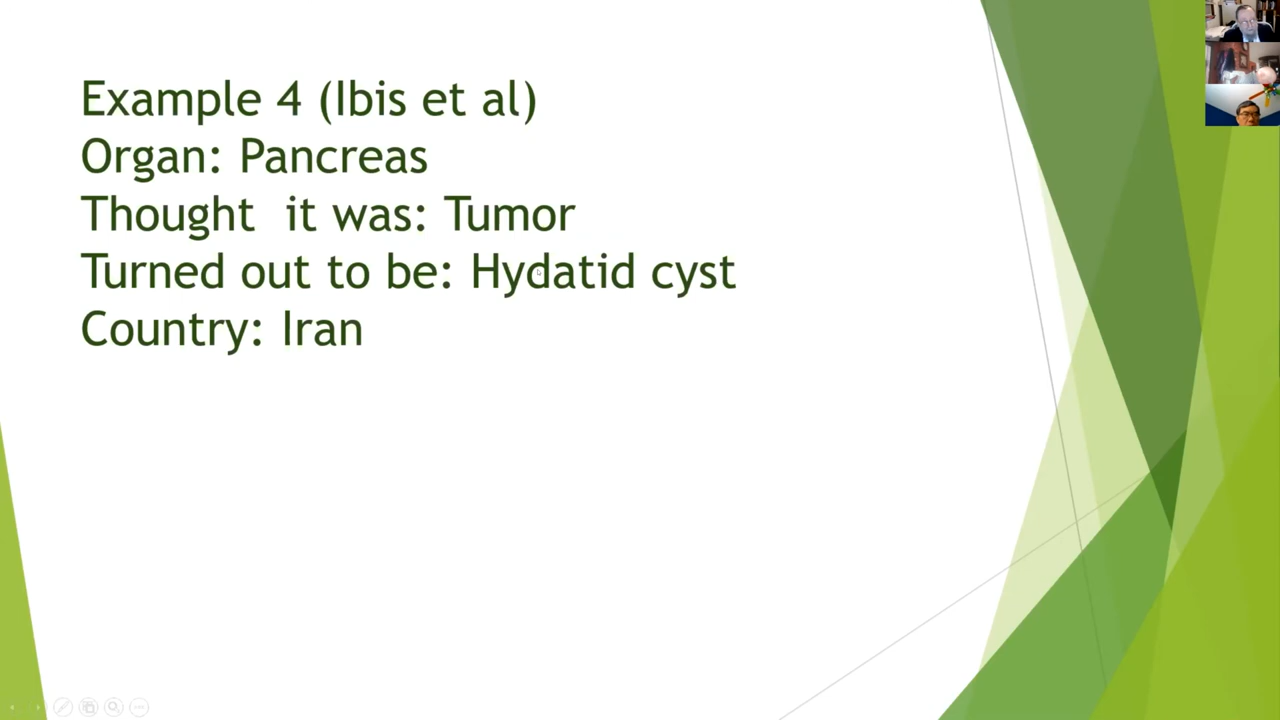 Example 4 (Ibis et al)
Organ: Pancreas
Thought  it was: Tumor
Turned out to be: Hydatid cyst
Country: Iran